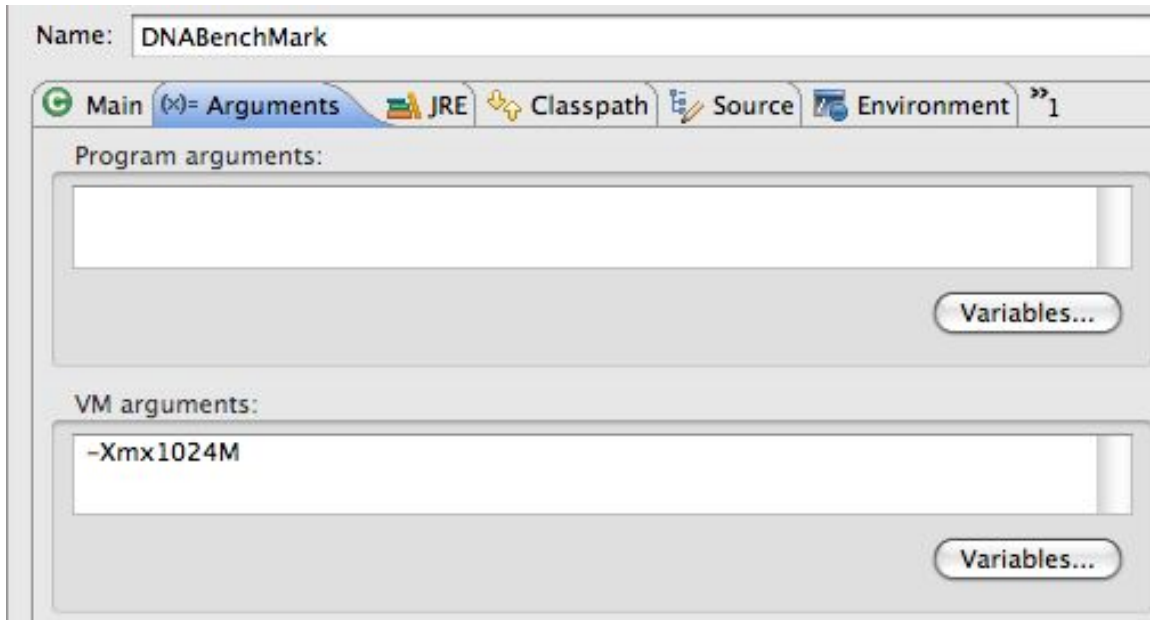 Name: DNABenchMark
Main (x)= Arguments JRE Classpath Source Environment »1
Program arguments:
Variables...
VM arguments:
-Xmx1024M
Variables...